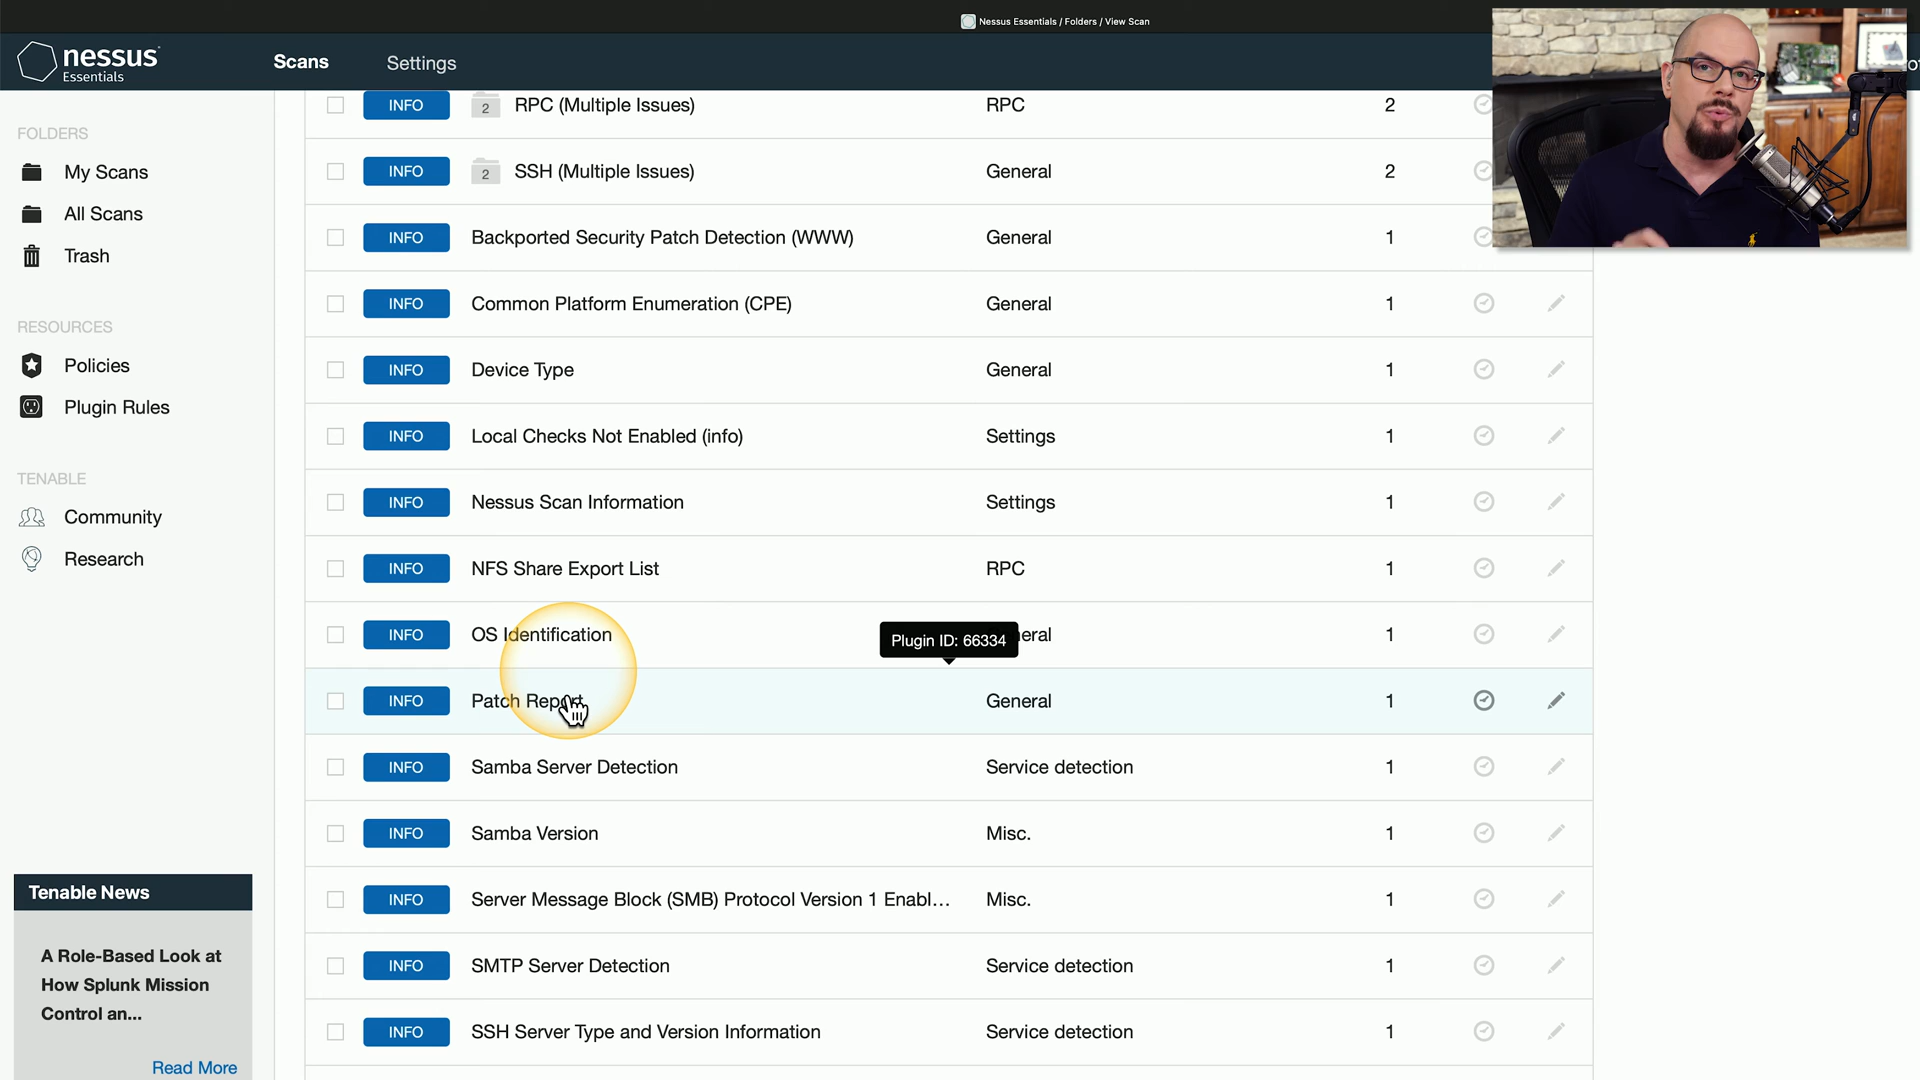 Nessus Essentials / Folders / View Scan
nessus
Essentials
Scans
Settings
FOLDERS
My Scans
All Scans
Trash
RESOURCES
Policies
Plugin Rules
TENABLE
Community
Research
Tenable News
A Role-Based Look at
How Splunk Mission
Control an...
Read More
INFO 2 RPC (Multiple Issues) RPC 2
INFO 2 SSH (Multiple Issues) General 2
INFO Backported Security Patch Detection (WWW) General 1
INFO Common Platform Enumeration (CPE) General 1
INFO Device Type General 1
INFO Local Checks Not Enabled (info) Settings 1
INFO Nessus Scan Information Settings 1
INFO NFS Share Export List RPC 1
INFO OS Identification eral 1
Plugin ID: 66334
INFO Patch Report General 1
INFO Samba Server Detection Service detection 1
INFO Samba Version Misc. 1
INFO Server Message Block (SMB) Protocol Version 1 Enabl... Misc. 1
INFO SMTP Server Detection Service detection 1
INFO SSH Server Type and Version Information Service detection 1